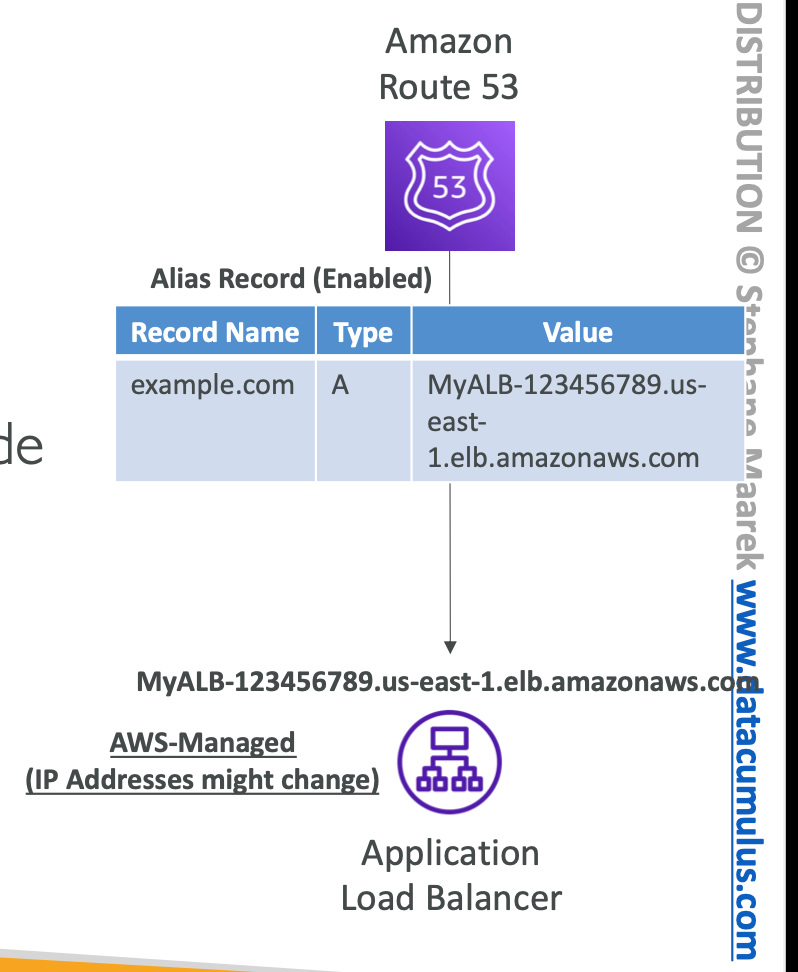 Amazon
Route 53
53
Alias Record (Enabled)
Record Name Type Value
example.com A MyALB-123456789.us-
east-
1.elb.amazonaws.com
de
MyALB-123456789.us-east-1.elb.amazonaws.com
AWS-Managed
(IP Addresses might change)
Application
Load Balancer
DISTRIBUTION © Stephane Maarek www.datacumulus.com